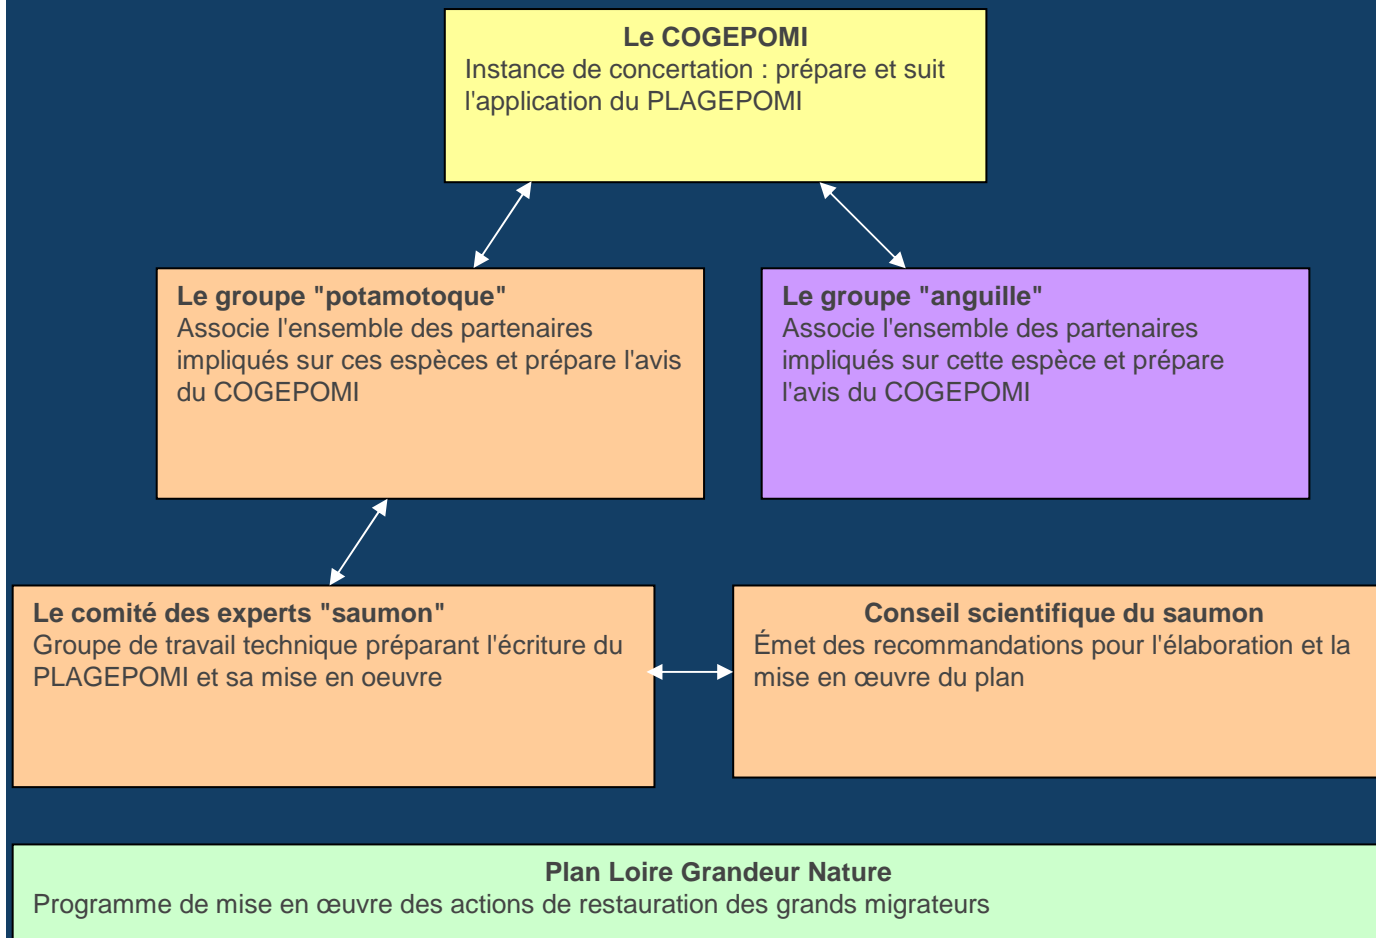 Le COGEPOMI
Instance de concertation : prépare et suit
l'application du PLAGEPOMI
Le groupe "potamotoque"
Associe l'ensemble des partenaires
impliqués sur ces espèces et prépare l'avis
du COGEPOMI
Le groupe "anguille"
Associe l'ensemble des partenaires
impliqués sur cette espèce et prépare
l'avis du COGEPOMI
Le comité des experts "saumon"
Groupe de travail technique préparant l'écriture du
PLAGEPOMI et sa mise en oeuvre
Conseil scientifique du saumon
Émet des recommandations pour l'élaboration et la
mise en œuvre du plan
Plan Loire Grandeur Nature
Programme de mise en œuvre des actions de restauration des grands migrateurs